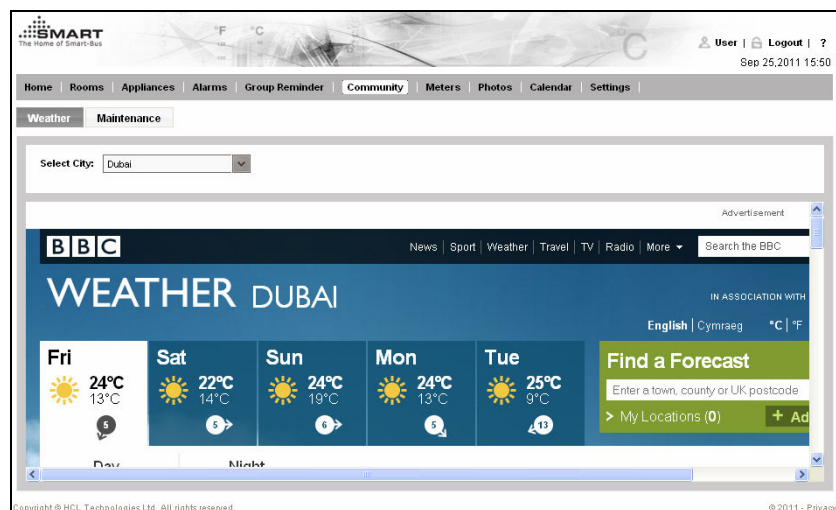 SMART
The Home of Smart-Bus
°F °C
C
User | Logout | ?
Sep 25,2011 15:50
Home | Rooms | Appliances | Alarms | Group Reminder | Community | Meters | Photos | Calendar | Settings |
Weather Maintenance
Select City: Dubai
Advertisement
BBC News | Sport | Weather | Travel | TV | Radio | More Search the BBC
WEATHER DUBAI
IN ASSOCIATION WITH
English | Cymraeg °C | °F
Fri Sat Sun Mon Tue
24°C 22°C 24°C 24°C 25°C
13°C 14°C 19°C 13°C 9°C
5 5 6 5 13
Find a Forecast
Enter a town, county or UK postcode
> My Locations (0) + Ad
Day Night
Copyright © HCL Technologies Ltd. All rights reserved. © 2011 - Privacy